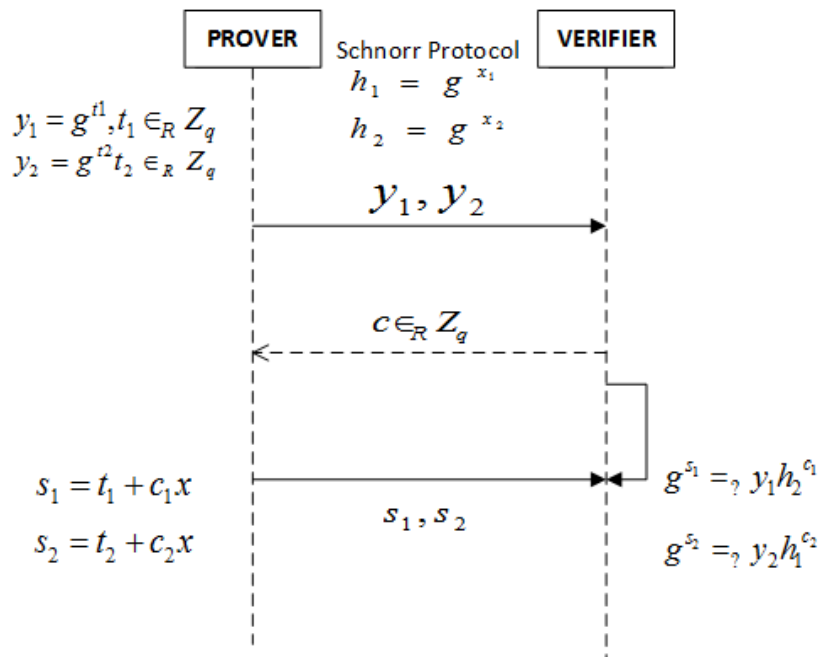 PROVER
VERIFIER
Schnorr Protocol
h₁ = g^{x₁}
h₂ = g^{x₂}
y₁ = g^{t1}, t₁ ∈_R Z_q
y₂ = g^{t2} t₂ ∈_R Z_q
y₁, y₂
c ∈_R Z_q
s₁ = t₁ + c₁x
s₂ = t₂ + c₂x
s₁, s₂
g^{s₁} =_? y₁h₂^{c₁}
g^{s₂} =_? y₂h₁^{c₂}